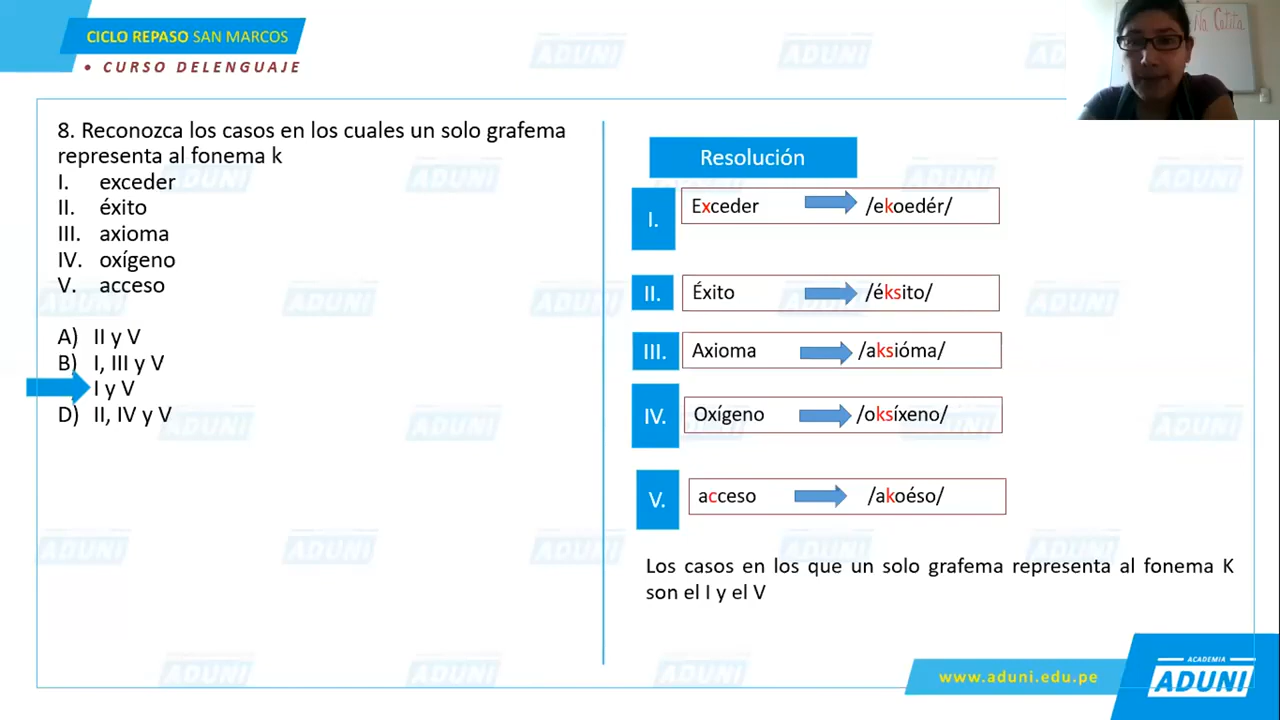 CICLO REPASO SAN MARCOS
• CURSO DELENGUAJE
Ña Cetita
8. Reconozca los casos en los cuales un solo grafema
representa al fonema k
I. exceder
II. éxito
III. axioma
IV. oxígeno
V. acceso
A) II y V
B) I, III y V
I y V
D) II, IV y V
Resolución
I. Exceder /ekoedér/
II. Éxito /éksito/
III. Axioma /aksióma/
IV. Oxígeno /oksíxeno/
V. acceso /akoéso/
Los casos en los que un solo grafema representa al fonema K
son el I y el V
www.aduni.edu.pe
ACADEMIA
ADUNI